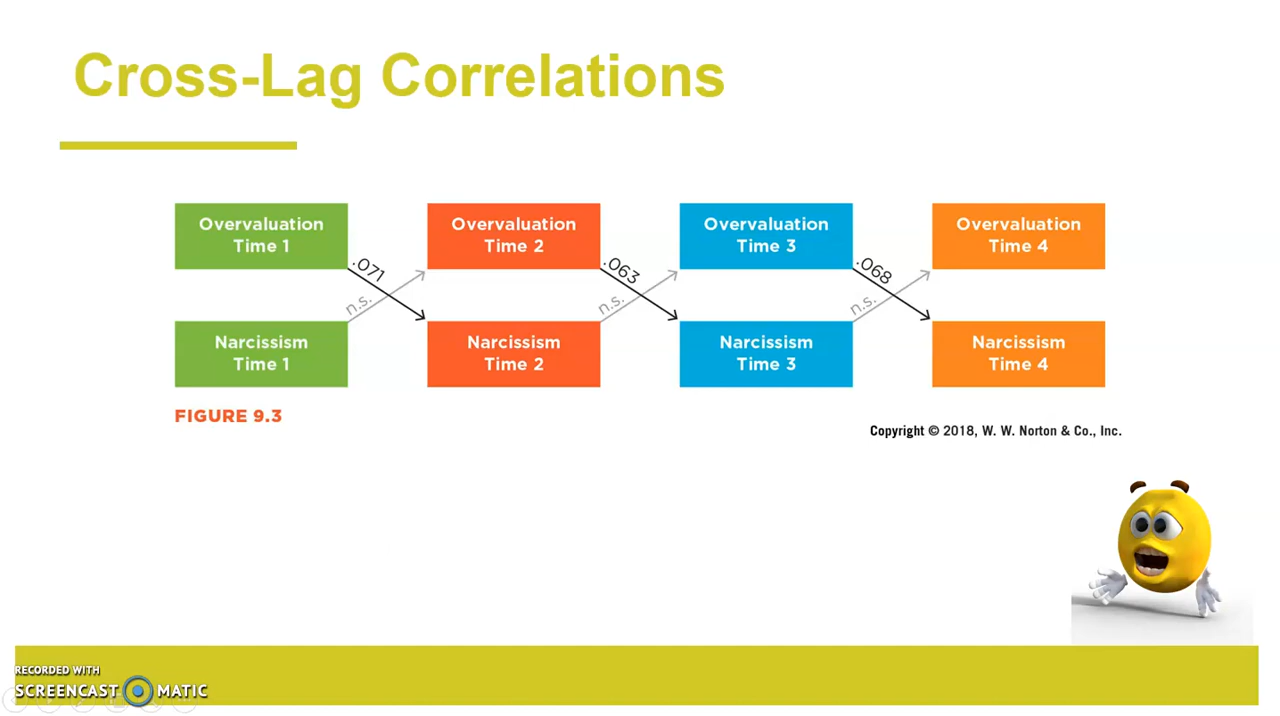 Cross-Lag Correlations
Overvaluation
Time 1
Overvaluation
Time 2
Overvaluation
Time 3
Overvaluation
Time 4
.071
n.s.
.063
n.s.
.068
n.s.
Narcissism
Time 1
Narcissism
Time 2
Narcissism
Time 3
Narcissism
Time 4
FIGURE 9.3
Copyright © 2018, W. W. Norton & Co., Inc.
RECORDED WITH
SCREENCAST MATIC